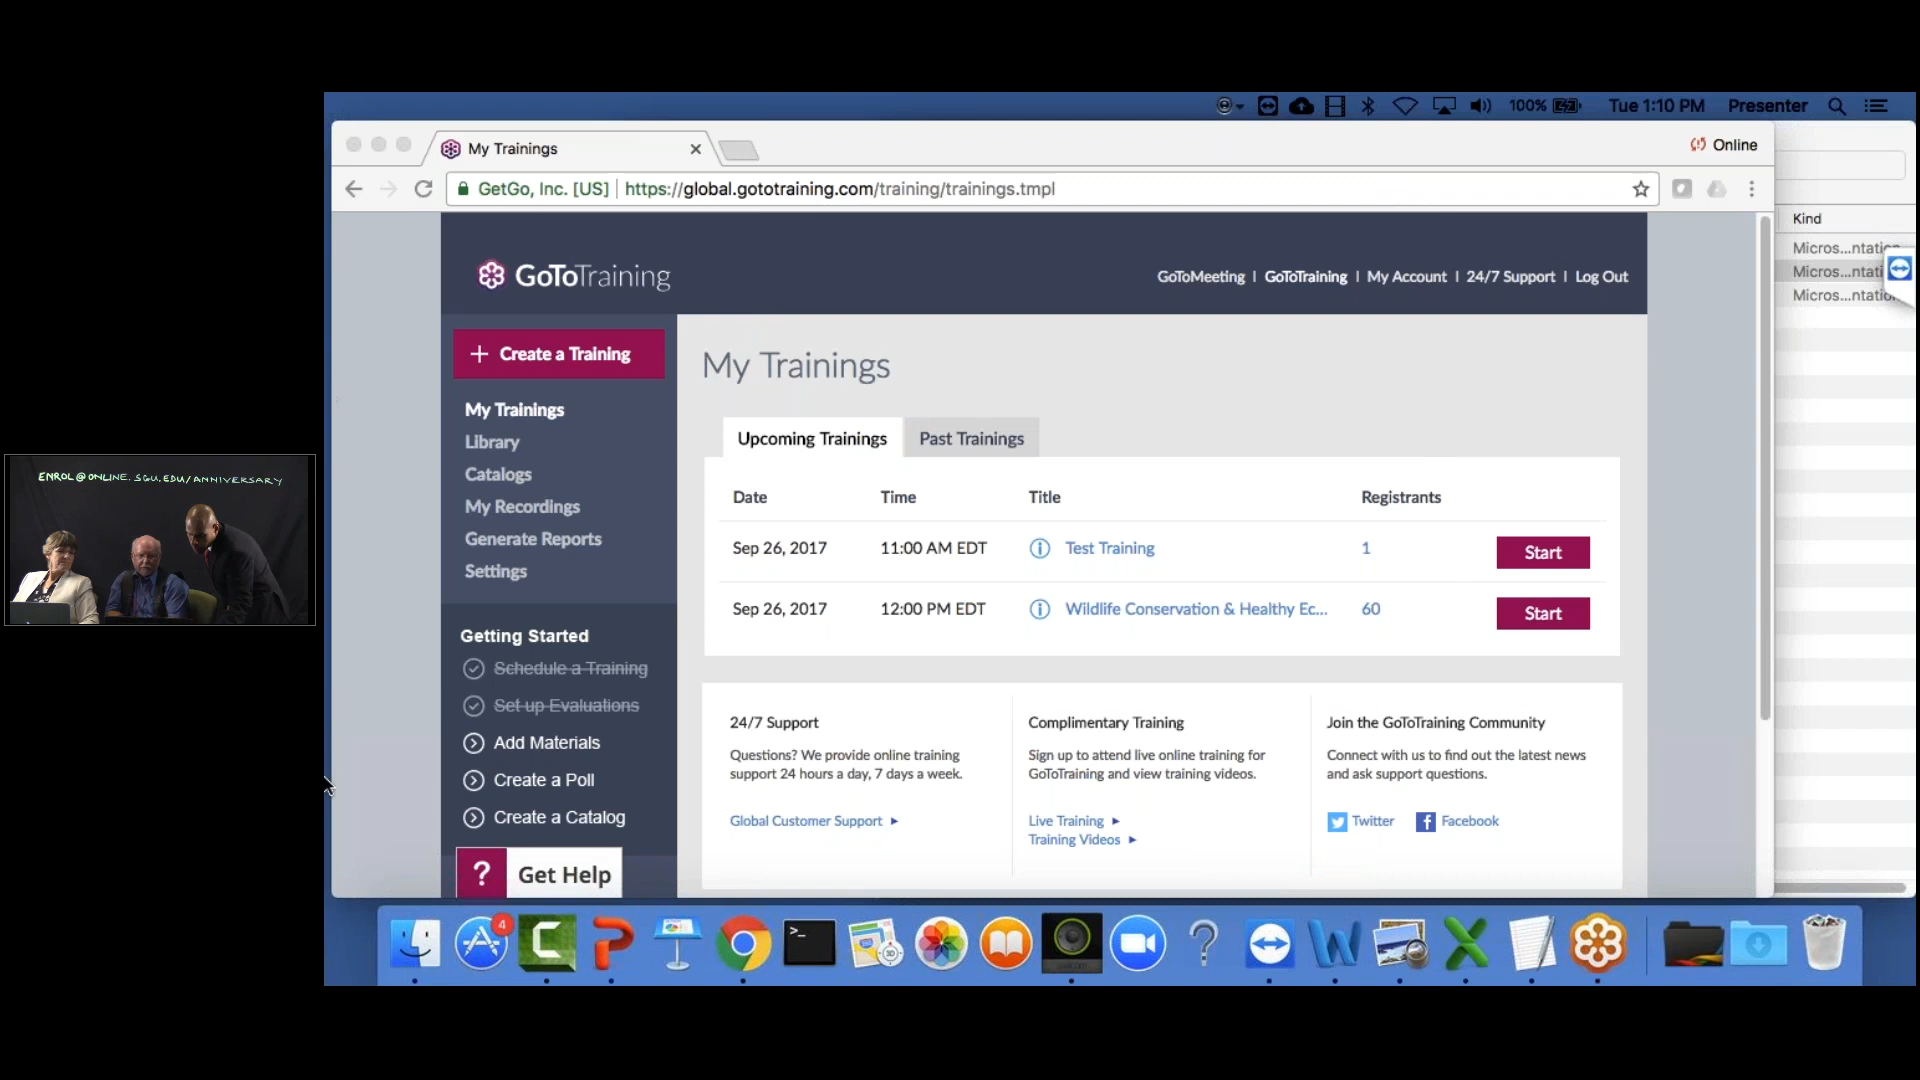 100%
Tue 1:10 PM
Presenter
My Trainings
Online
GetGo, Inc. [US]
https://global.gototraining.com/training/trainings.tmpl
Kind
Micros...ntation
Micros...ntati
Micros...ntatio
GoToTraining
GoToMeeting | GoToTraining | My Account | 24/7 Support | Log Out
+ Create a Training
My Trainings
Library
Catalogs
My Recordings
Generate Reports
Settings
Getting Started
Schedule a Training
Set up Evaluations
Add Materials
Create a Poll
Create a Catalog
? Get Help
My Trainings
Upcoming Trainings
Past Trainings
Date Time Title Registrants
Sep 26, 2017 11:00 AM EDT Test Training 1 Start
Sep 26, 2017 12:00 PM EDT Wildlife Conservation & Healthy Ec... 60 Start
24/7 Support
Questions? We provide online training
support 24 hours a day, 7 days a week.
Global Customer Support
Complimentary Training
Sign up to attend live online training for
GoToTraining and view training videos.
Live Training
Training Videos
Join the GoToTraining Community
Connect with us to find out the latest news
and ask support questions.
Twitter
Facebook
ENROL@ONLINE.SGU.EDU/ANNIVERSARY
4